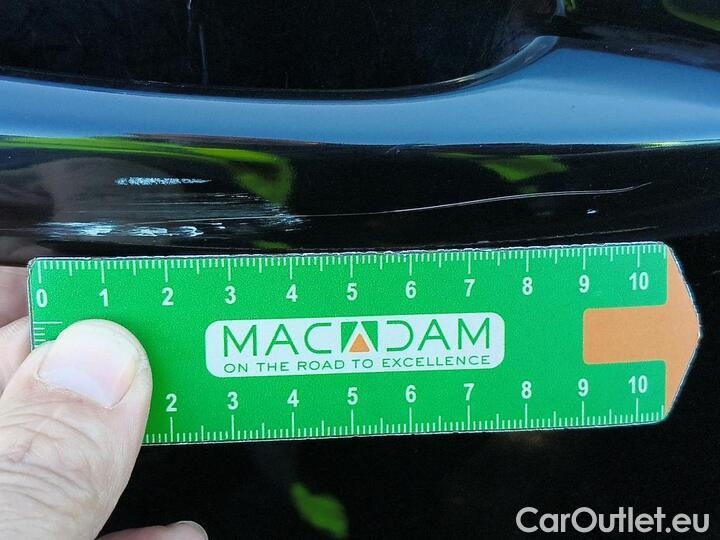 0 1 2 3 4 5 6 7 8 9 10
MACADAM
ON THE ROAD TO EXCELLENCE
2 3 4 5 6 7 8 9 10
CarOutlet.eu